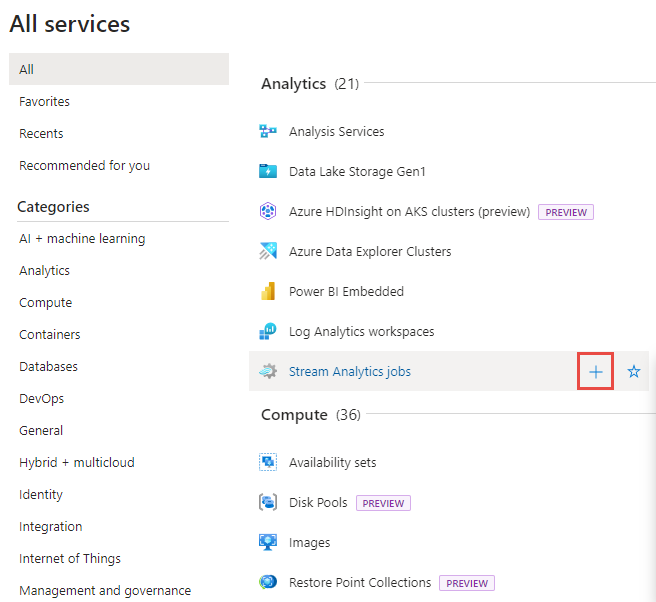 All services
All
Favorites
Recents
Recommended for you
Categories
AI + machine learning
Analytics
Compute
Containers
Databases
DevOps
General
Hybrid + multicloud
Identity
Integration
Internet of Things
Management and governance
Analytics (21)
Analysis Services
Data Lake Storage Gen1
Azure HDInsight on AKS clusters (preview) PREVIEW
Azure Data Explorer Clusters
Power BI Embedded
Log Analytics workspaces
Stream Analytics jobs
Compute (36)
Availability sets
Disk Pools PREVIEW
Images
Restore Point Collections PREVIEW